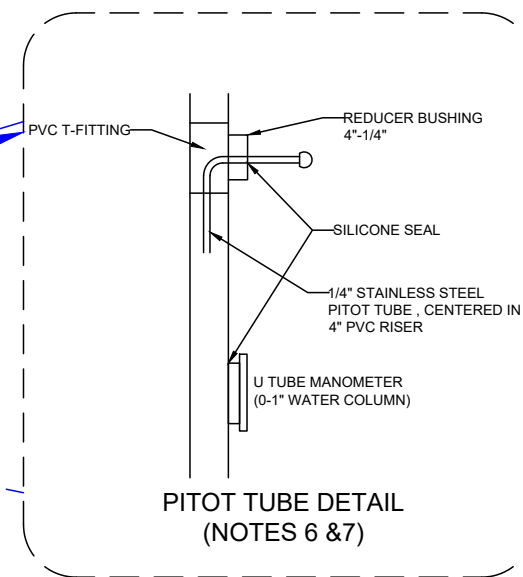 PVC T-FITTING
REDUCER BUSHING
4"-1/4"
SILICONE SEAL
1/4" STAINLESS STEEL
PITOT TUBE , CENTERED IN
4" PVC RISER
U TUBE MANOMETER
(0-1" WATER COLUMN)
PITOT TUBE DETAIL
(NOTES 6 &7)